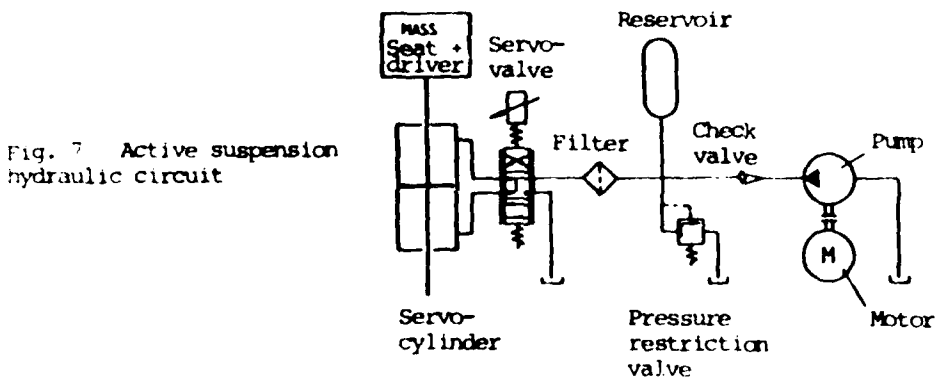 Reservoir
MASS
Seat +
driver
Servo-
valve
Filter
Check
valve
Pump
Fig. 7 Active suspension
hydraulic circuit
M
Servo-
cylinder
Pressure
restriction
valve
Motor